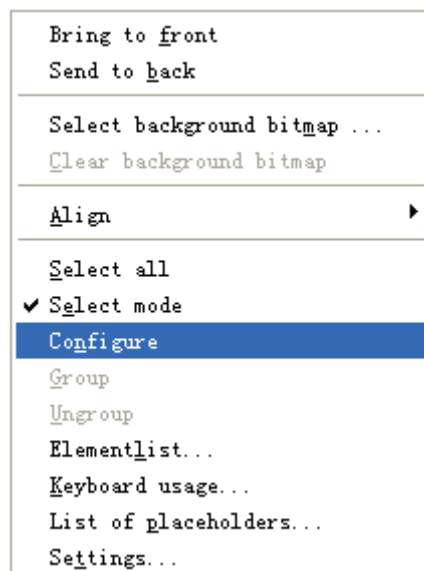 Bring to front
Send to back
Select background bitmap ...
Clear background bitmap
Align
Select all
Select mode
Configure
Group
Ungroup
Elementlist...
Keyboard usage...
List of placeholders...
Settings...